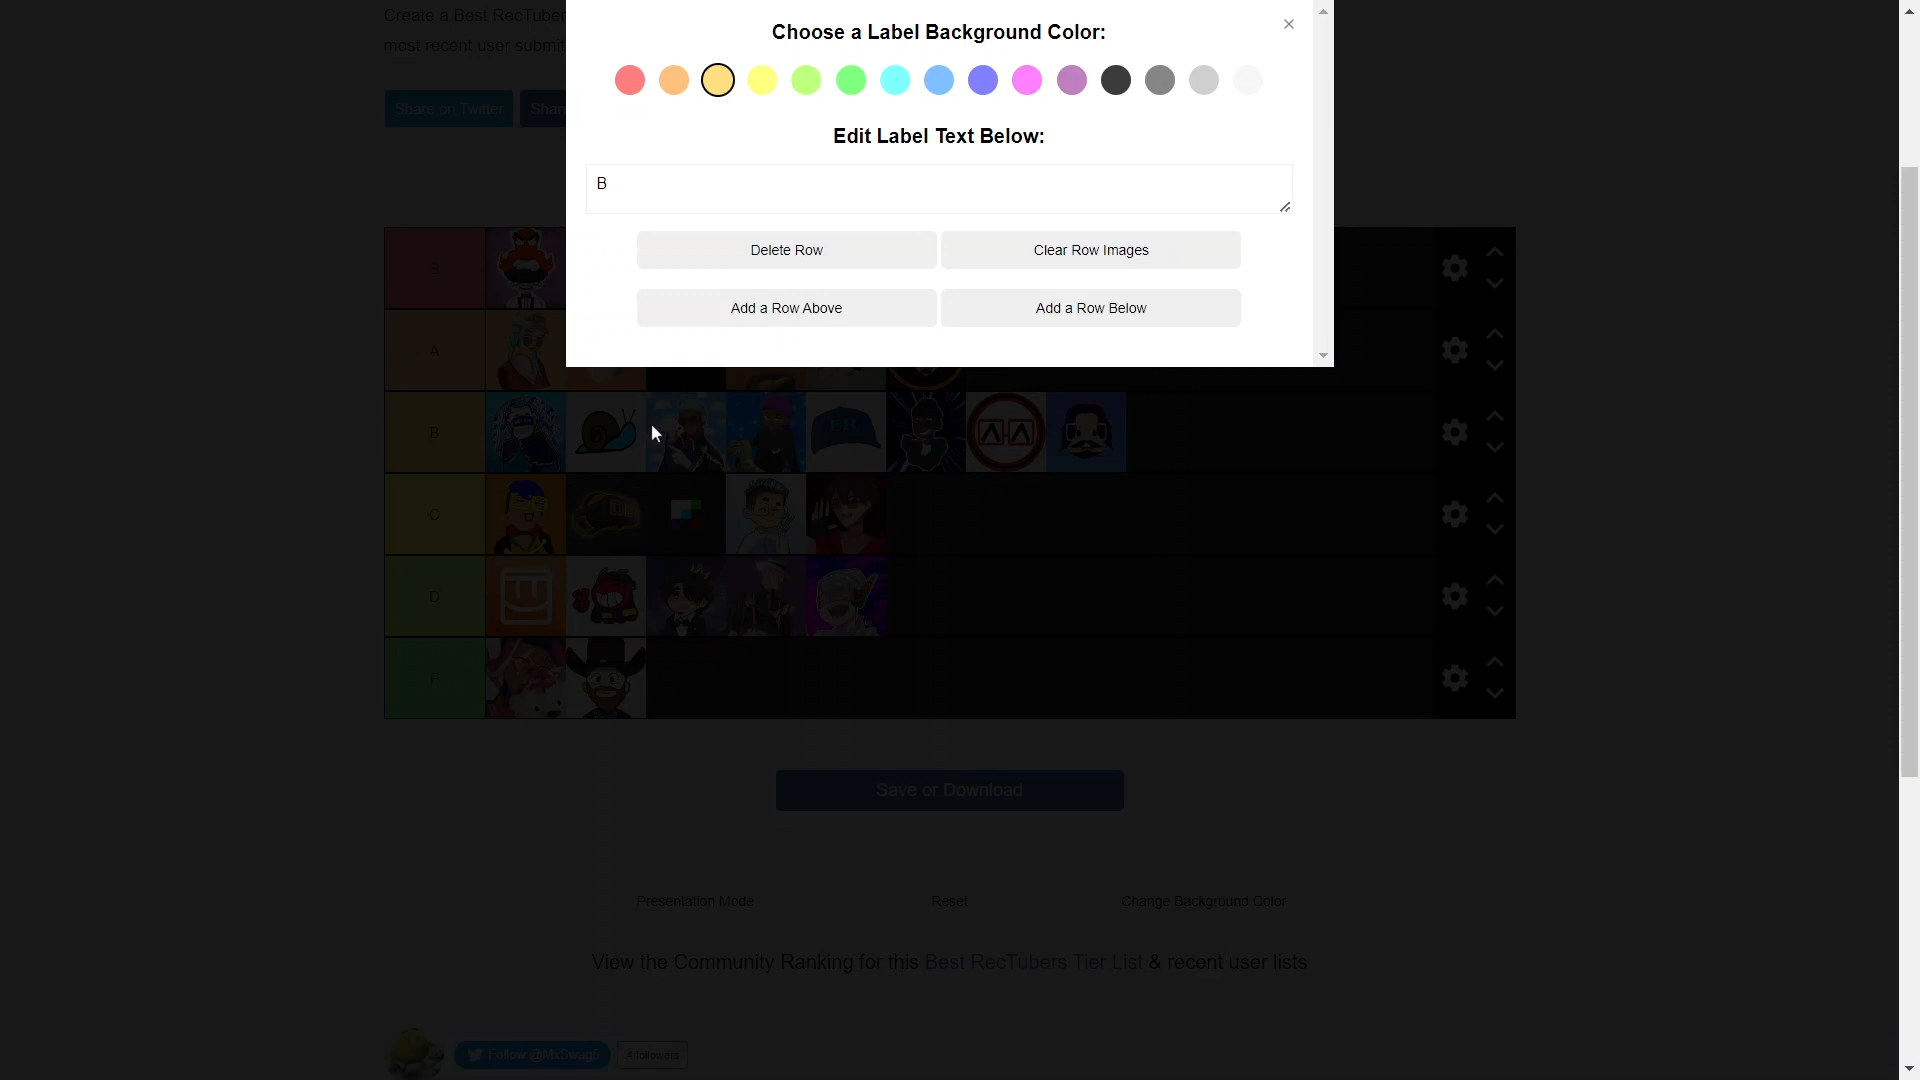 Create a Best RecTuber
most recent user submi
Share on Twitter
Shar
Choose a Label Background Color:
×
Edit Label Text Below:
B
Delete Row
Clear Row Images
Add a Row Above
Add a Row Below
S
A
B
C
D
F
Save or Download
Presentation Mode
Reset
Change Background Color
View the Community Ranking for this Best RecTubers Tier List & recent user lists
Follow @MxSwag5
4 followers